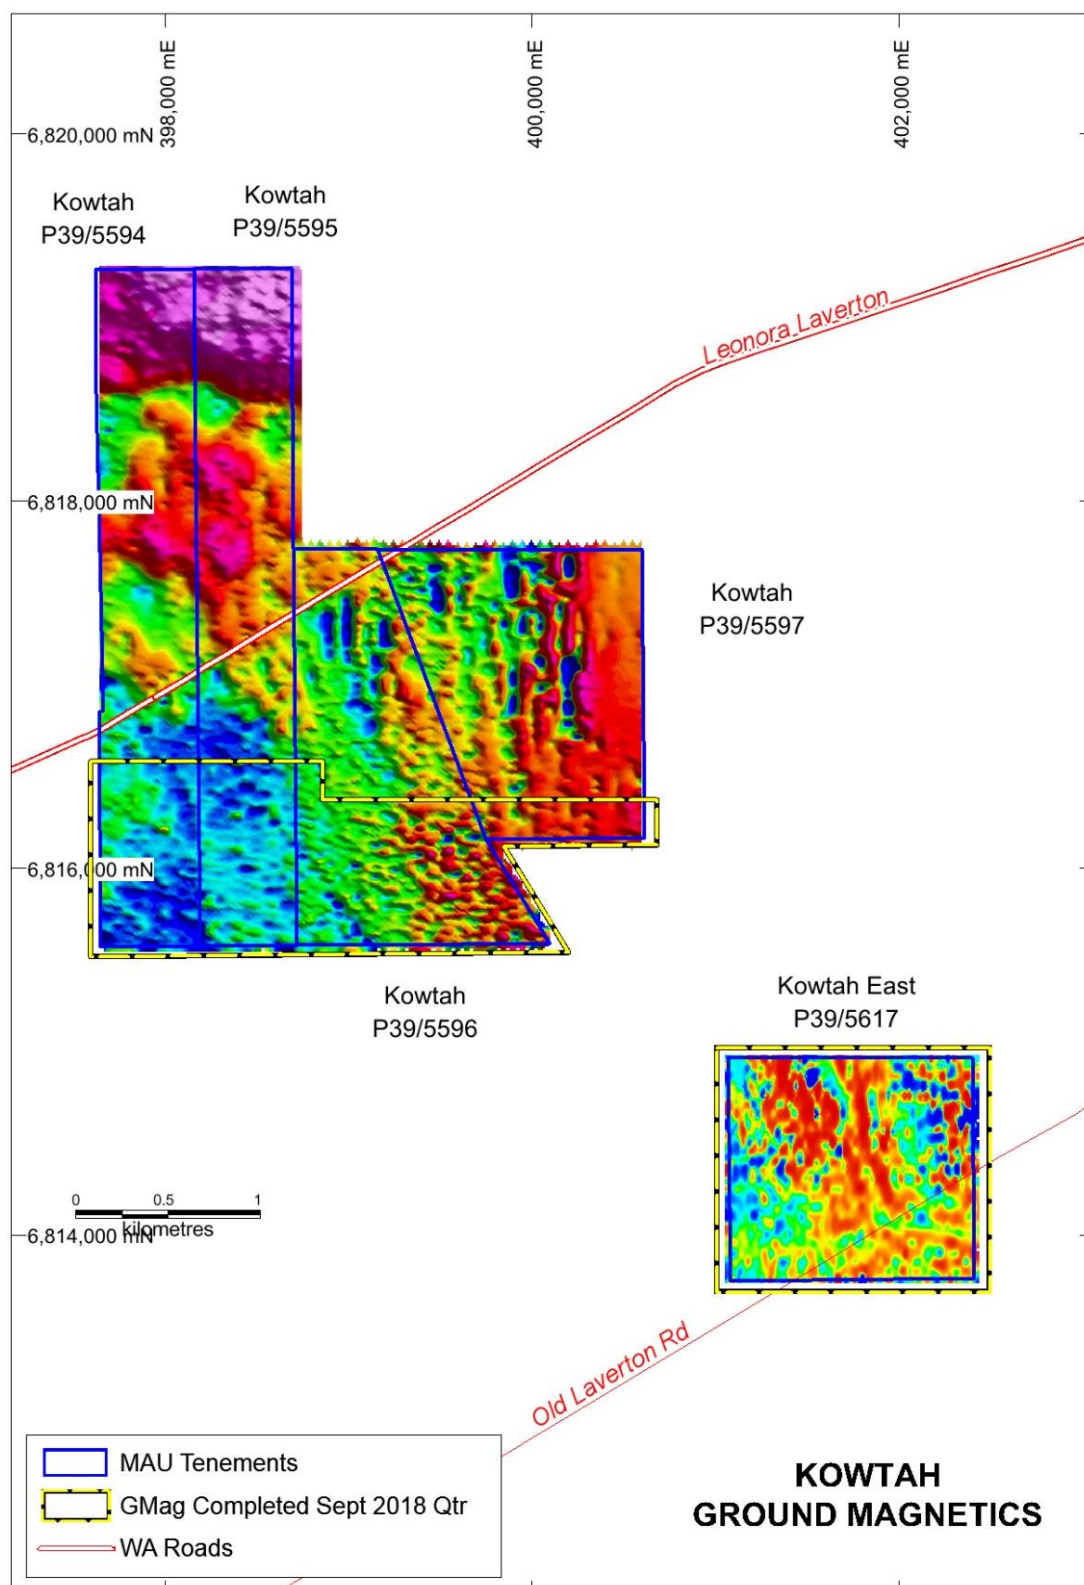 398,000 mE
400,000 mE
402,000 mE
6,820,000 mN
Kowtah
P39/5594
Kowtah
P39/5595
Leonora Laverton
6,818,000 mN
Kowtah
P39/5597
6,816,000 mN
Kowtah
P39/5596
Kowtah East
P39/5617
0 0.5 1
kilometres
6,814,000 mN
Old Laverton Rd
MAU Tenements
GMag Completed Sept 2018 Qtr
WA Roads
KOWTAH
GROUND MAGNETICS